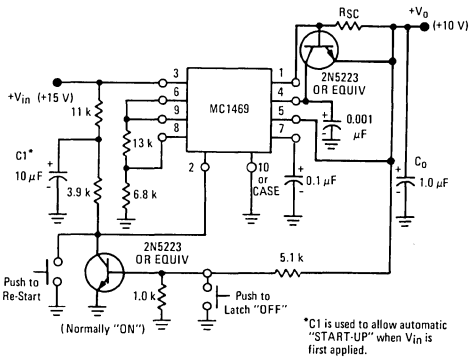 RSC
+Vo
(+10 V)
+Vin (+15 V)
3
6
9
8
2
MC1469
10
or
CASE
1
4
5
7
2N5223
OR EQUIV
11 k
13 k
6.8 k
C1*
10 µF
+
-
3.9 k
+
-
0.001
µF
+
-
0.1 µF
+
-
Co
1.0 µF
2N5223
OR EQUIV
5.1 k
Push to
Re-Start
1.0 k
Push to
Latch "OFF"
(Normally "ON")
*C1 is used to allow automatic
"START-UP" when Vin is
first applied.